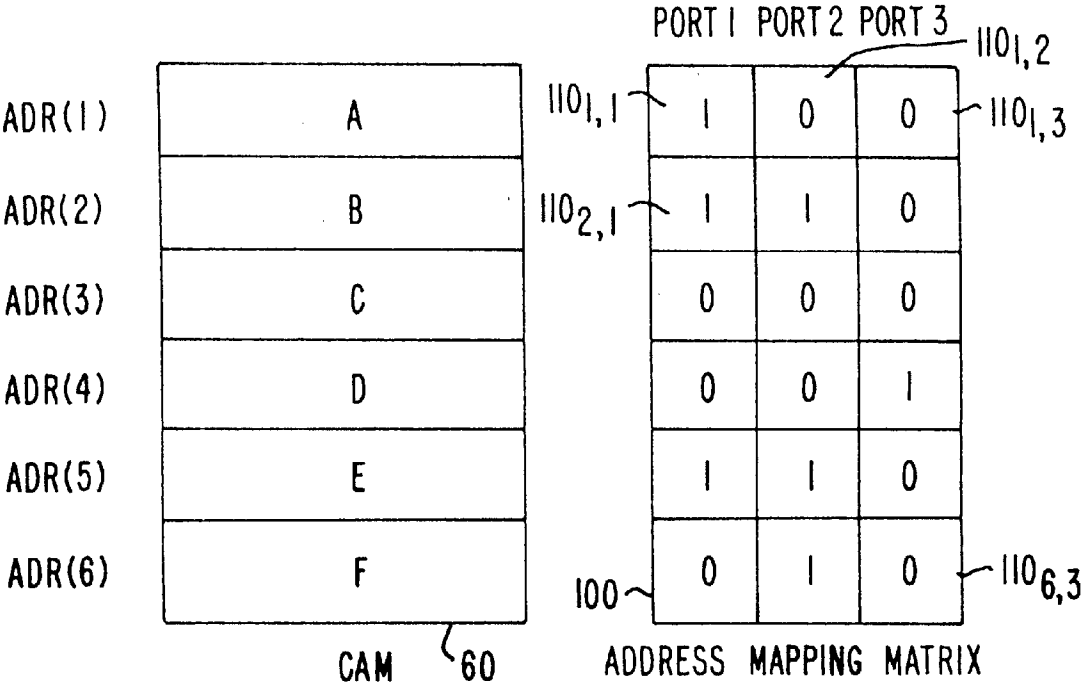 PORT 1 PORT 2 PORT 3
110₁,₂
ADR(1) A 110₁,₁ 1 0 0 110₁,₃
ADR(2) B 110₂,₁ 1 1 0
ADR(3) C 0 0 0
ADR(4) D 0 0 1
ADR(5) E 1 1 0
ADR(6) F 0 1 0 110₆,₃
100
CAM 60 ADDRESS MAPPING MATRIX